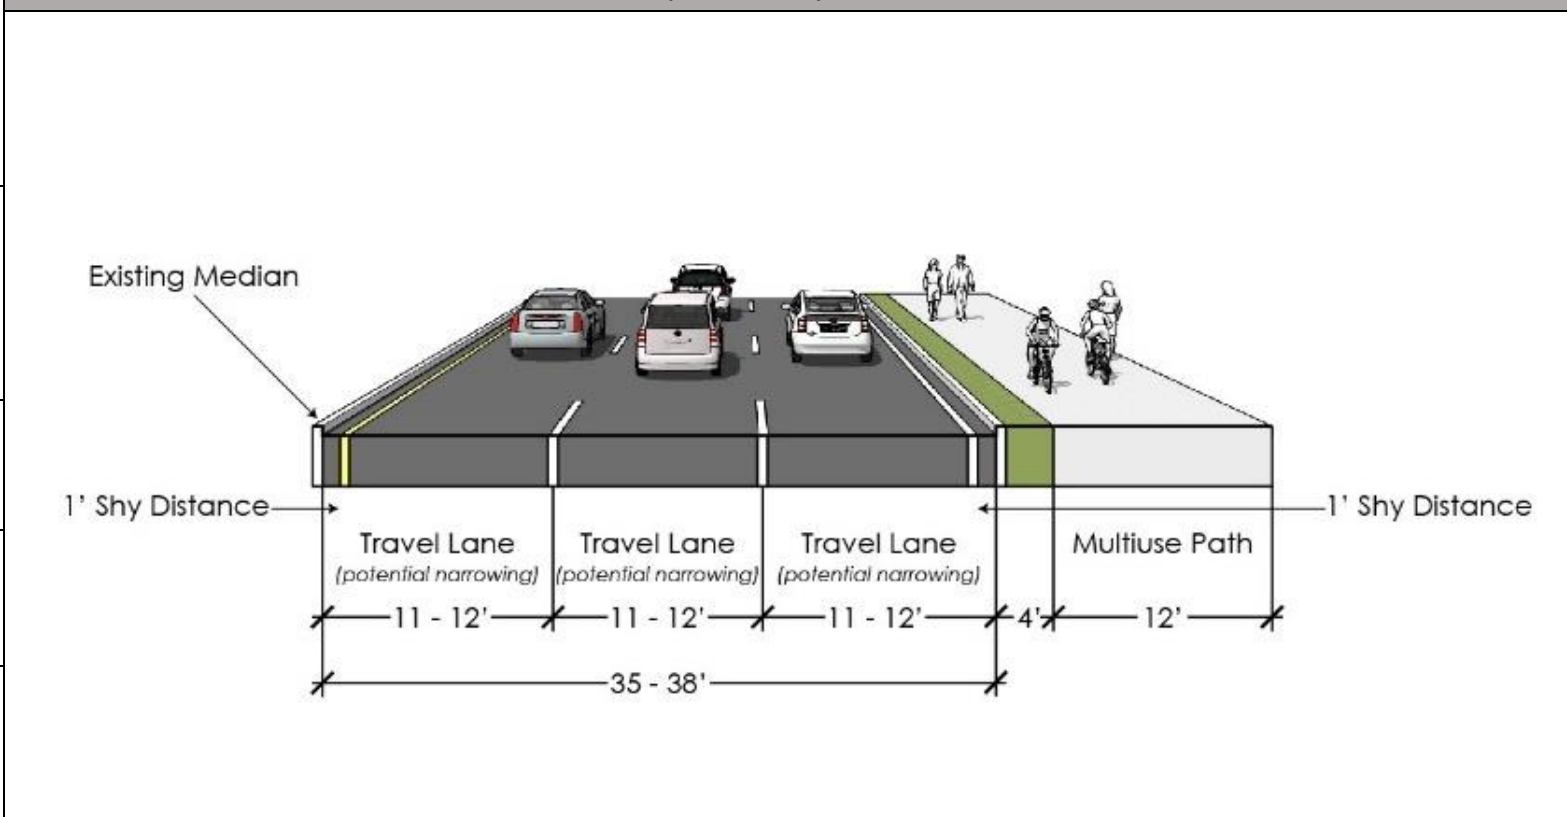 Existing Median
1’ Shy Distance
1’ Shy Distance
Travel Lane
(potential narrowing)
Travel Lane
(potential narrowing)
Travel Lane
(potential narrowing)
Multiuse Path
11 - 12’
11 - 12’
11 - 12’
4’
12’
35 - 38’